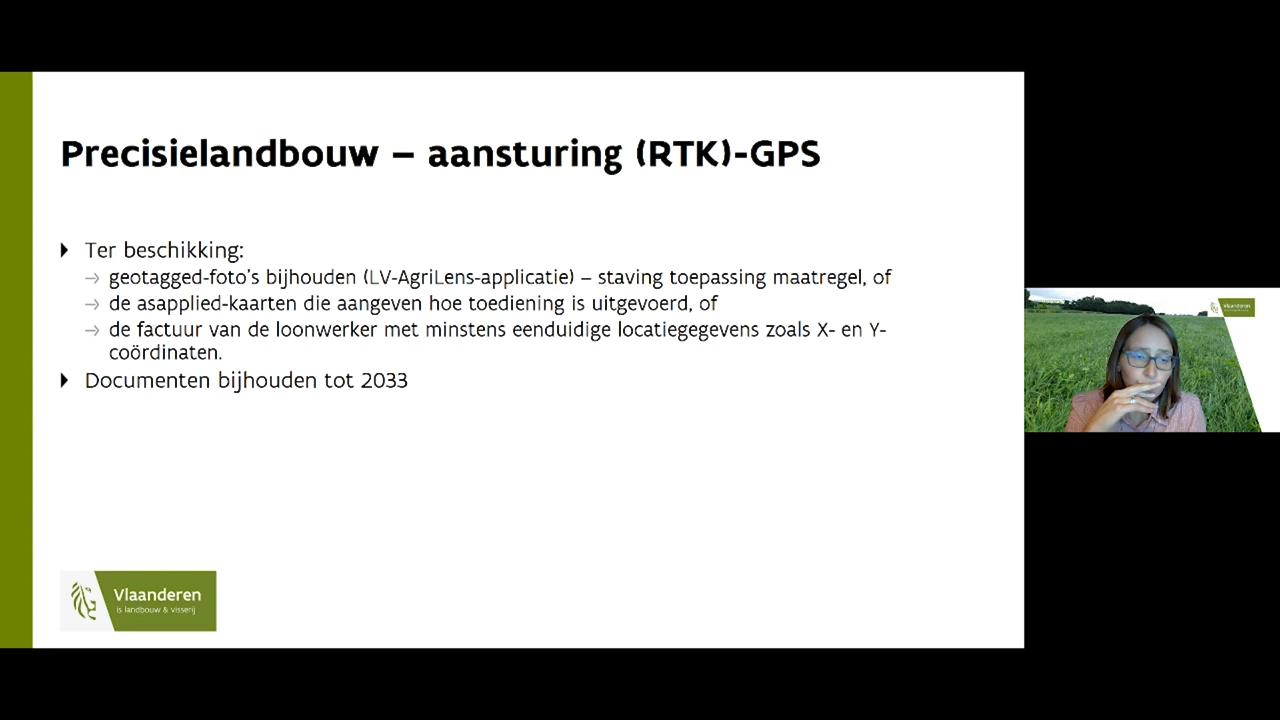 Precisielandbouw – aansturing (RTK)-GPS
Ter beschikking:
geotagged-foto's bijhouden (LV-AgriLens-applicatie) – staving toepassing maatregel, of
de asapplied-kaarten die aangeven hoe toediening is uitgevoerd, of
de factuur van de loonwerker met minstens eenduidige locatiegegevens zoals X- en Y-
coördinaten.
Documenten bijhouden tot 2033
Vlaanderen
is landbouw & visserij
Vlaanderen